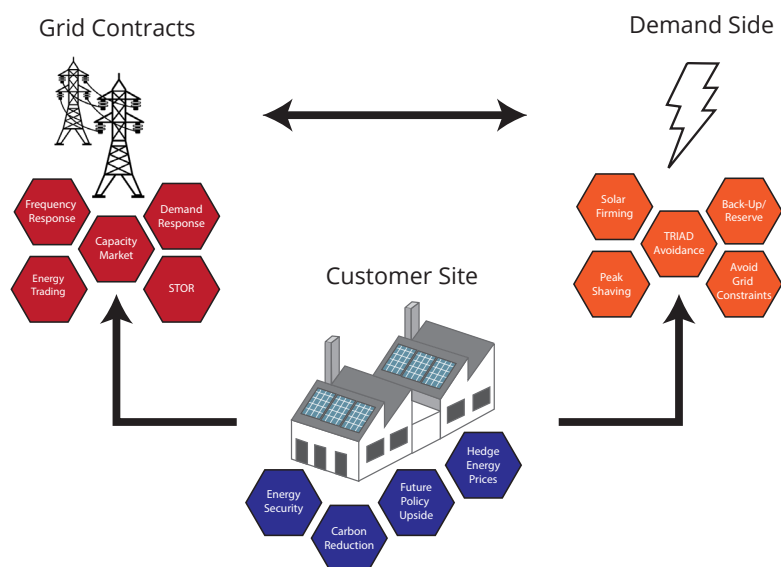 Grid Contracts
Demand Side
Frequency
Response
Demand
Response
Capacity
Market
Energy
Trading
STOR
Solar
Firming
Back-Up/
Reserve
TRIAD
Avoidance
Peak
Shaving
Avoid
Grid
Constraints
Customer Site
Energy
Security
Carbon
Reduction
Future
Policy
Upside
Hedge
Energy
Prices